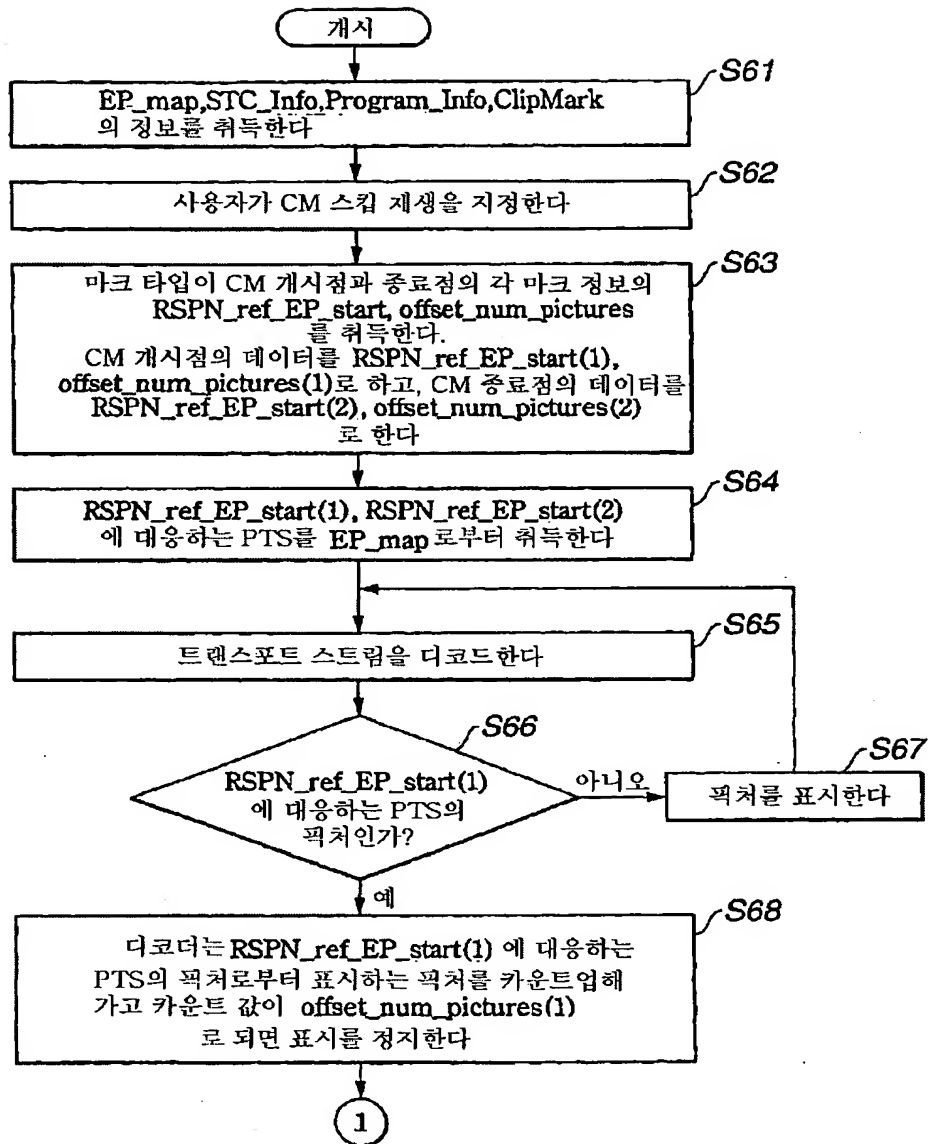 개시
S61
EP_map,STC_Info,Program_Info,ClipMark
의 정보를 취득한다
S62
사용자가 CM 스킵 재생을 지정한다
S63
마크 타입이 CM 개시점과 종료점의 각 마크 정보의
RSPN_ref_EP_start, offset_num_pictures
를 취득한다.
CM 개시점의 데이터를 RSPN_ref_EP_start(1),
offset_num_pictures(1)로 하고, CM 종료점의 데이터를
RSPN_ref_EP_start(2), offset_num_pictures(2)
로 한다
S64
RSPN_ref_EP_start(1), RSPN_ref_EP_start(2)
에 대응하는 PTS를 EP_map로부터 취득한다
S65
트랜스포트 스트림을 디코드한다
S66
RSPN_ref_EP_start(1)
에 대응하는 PTS의
픽처인가?
아니오
S67
픽처를 표시한다
예
S68
디코더는 RSPN_ref_EP_start(1) 에 대응하는
PTS의 픽처로부터 표시하는 픽처를 카운트업해
가고 카운트 값이 offset_num_pictures(1)
로 되면 표시를 정지한다
1